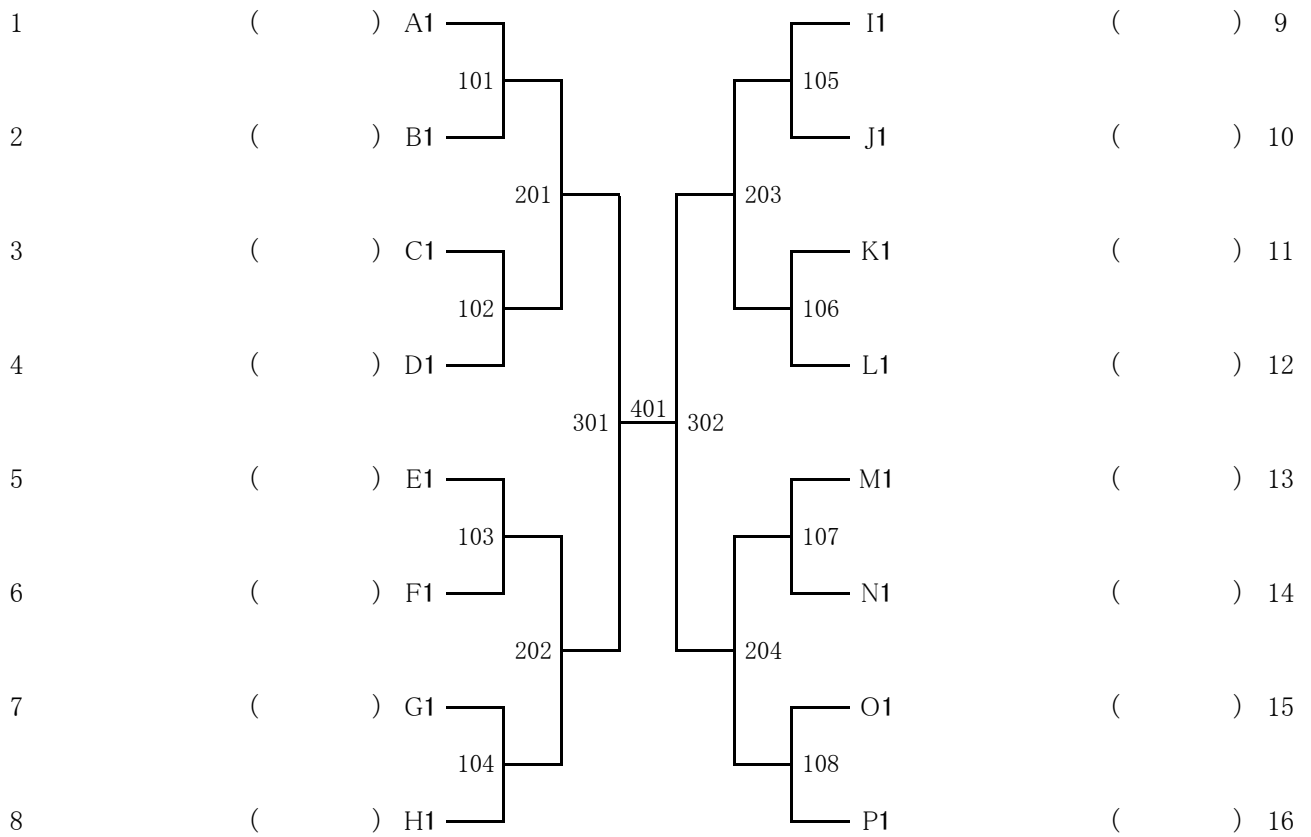 1 ( ) A1 I1 ( ) 9
101 105
2 ( ) B1 J1 ( ) 10
201 203
3 ( ) C1 K1 ( ) 11
102 106
4 ( ) D1 L1 ( ) 12
301 401 302
5 ( ) E1 M1 ( ) 13
103 107
6 ( ) F1 N1 ( ) 14
202 204
7 ( ) G1 O1 ( ) 15
104 108
8 ( ) H1 P1 ( ) 16